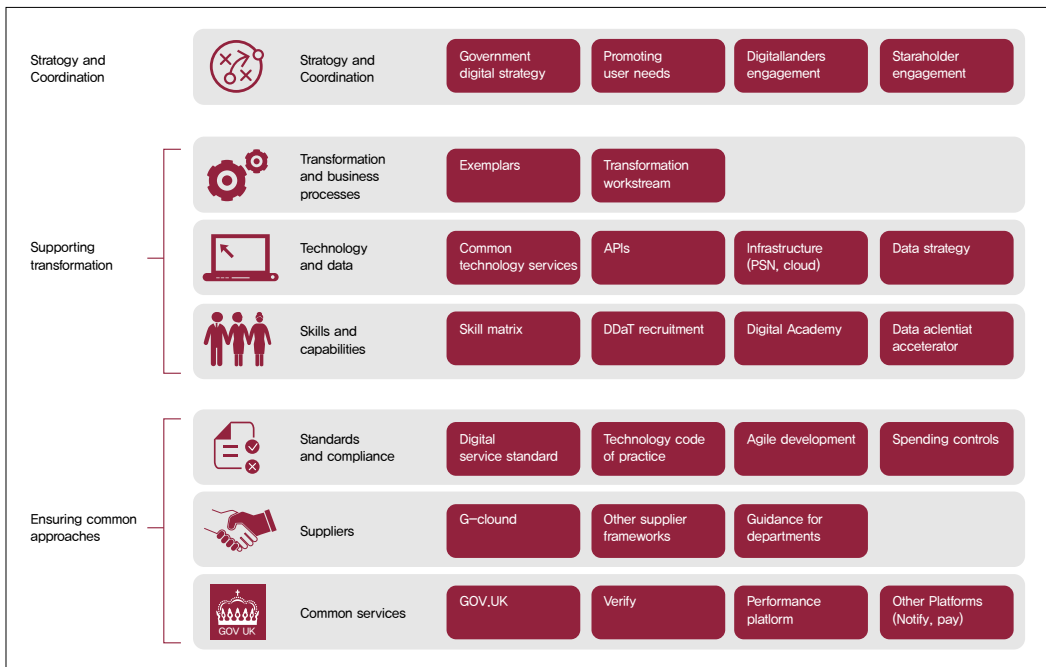 Stratogy and
Coordination
Stratogy and
Coordination
Government
digital strategy
Promoting
user needs
Digitallanders
engagement
Staraholder
engagement
Supporting
transformation
Transformation
and business
processes
Exemplars
Transformation
workstream
Technology
and data
Common
technology services
APIs
Infrastructure
(PSN, cloud)
Data strategy
Skills and
capabilities
Skill matrix
DDaT recruitment
Digital Academy
Data aclentiat
accterator
Ensuring common
approaches
Standards
and compliance
Digital
service standard
Technology code
of practice
Agile development
Spending controls
Suppliers
G-clound
Other supplier
frameworks
Guidance for
departments
GOV UK
Common services
GOV.UK
Verify
Performance
platlorm
Other Platforms
(Notify, pay)